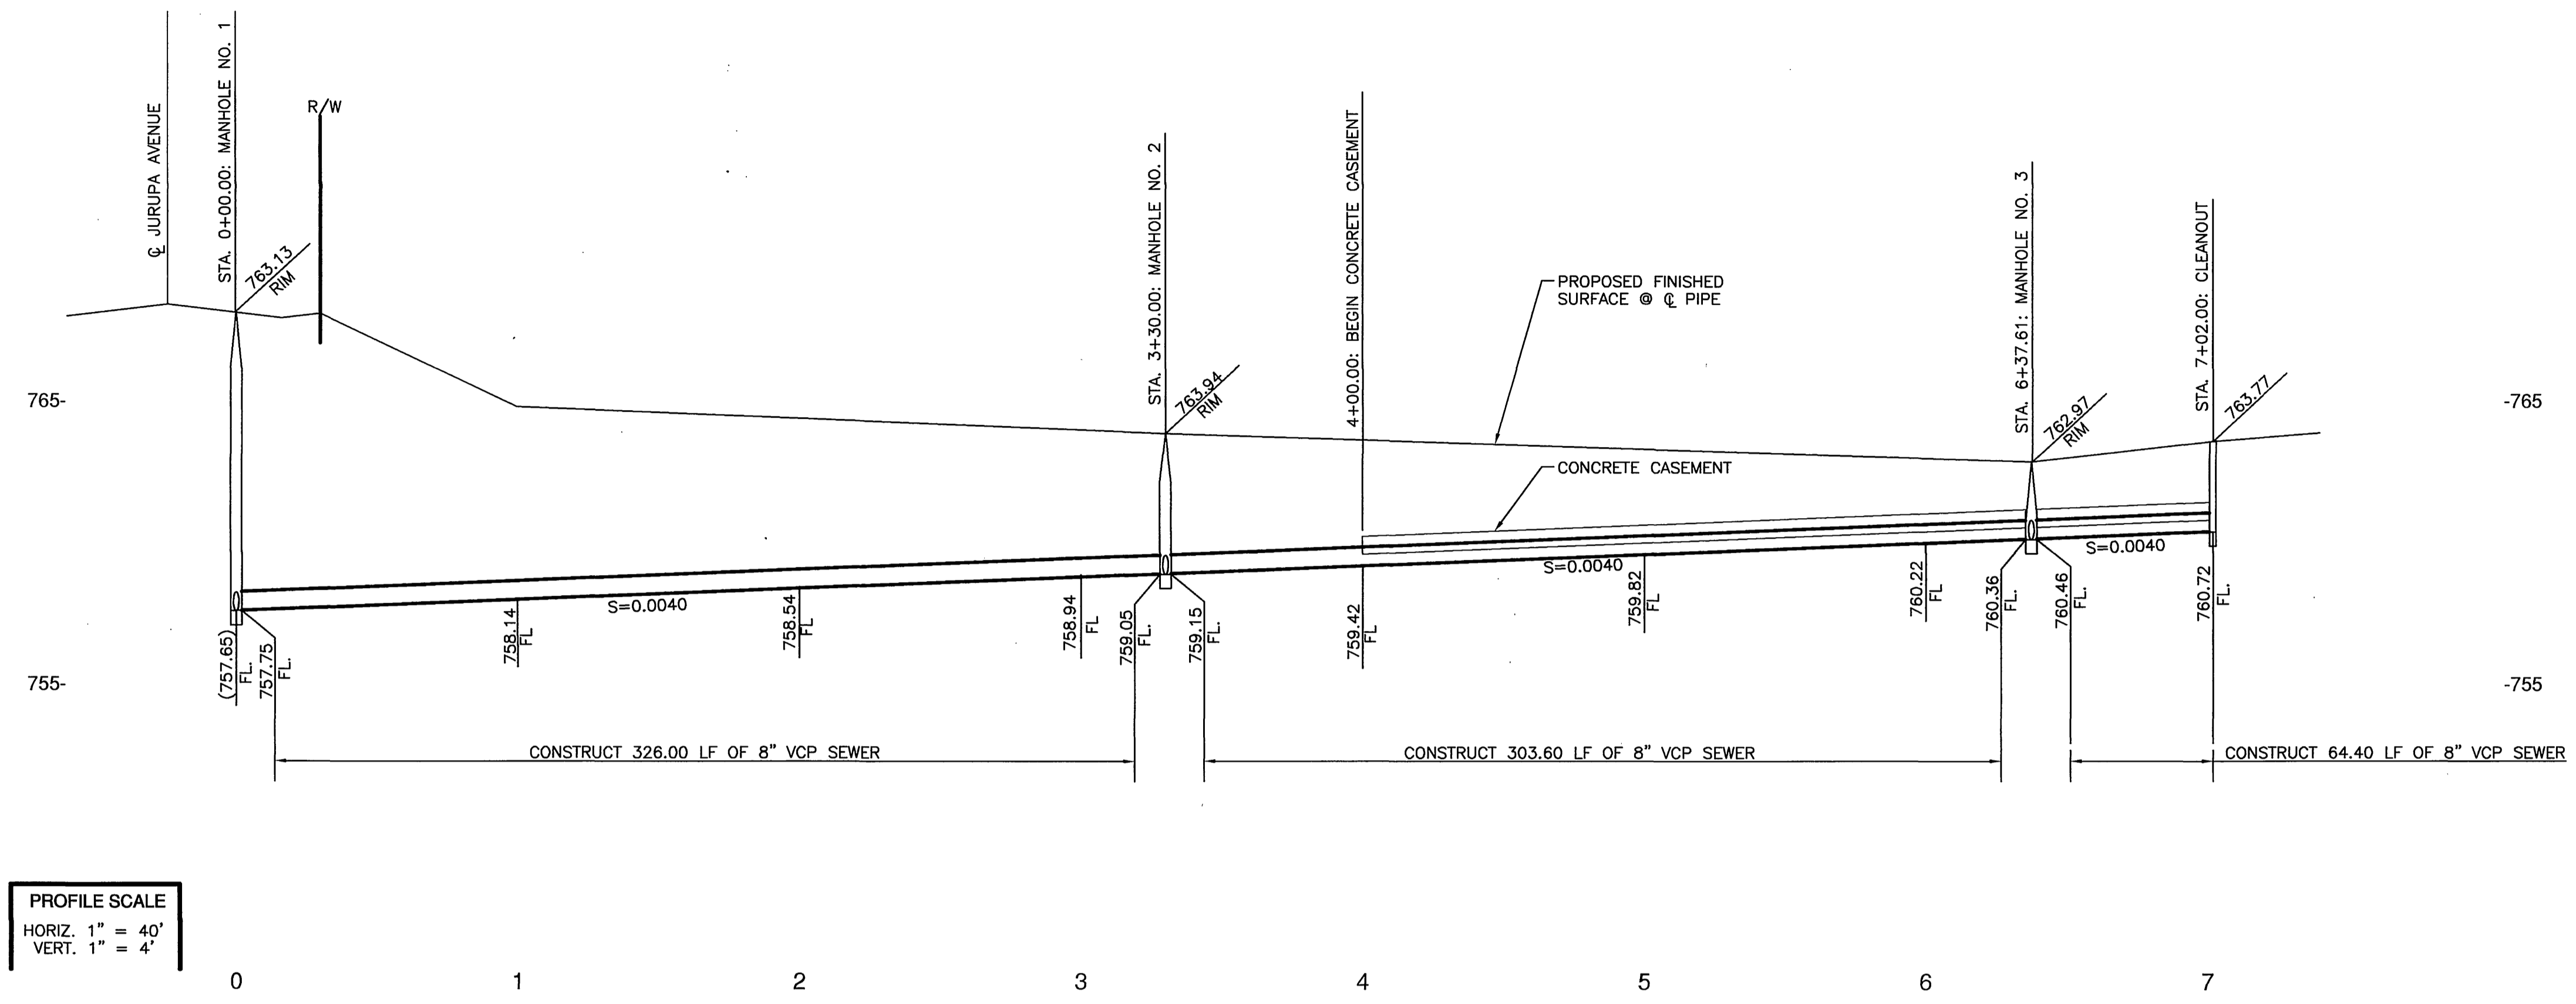 ℄ JURUPA AVENUE
STA. 0+00.00: MANHOLE NO. 1
763.13
RIM
R/W
STA. 3+30.00: MANHOLE NO. 2
763.94
RIM
4+00.00: BEGIN CONCRETE CASEMENT
PROPOSED FINISHED
SURFACE @ ℄ PIPE
CONCRETE CASEMENT
STA. 6+37.61: MANHOLE NO. 3
762.97
RIM
STA. 7+02.00: CLEANOUT
763.77
765-
-765
755-
-755
(757.65)
FL.
757.75
FL.
758.14
FL
S=0.0040
758.54
FL
758.94
FL
759.05
FL.
759.15
FL.
759.42
FL
S=0.0040
759.82
FL
760.22
FL
760.36
FL.
760.46
FL.
S=0.0040
760.72
FL.
CONSTRUCT 326.00 LF OF 8" VCP SEWER
CONSTRUCT 303.60 LF OF 8" VCP SEWER
CONSTRUCT 64.40 LF OF 8" VCP SEWER
PROFILE SCALE
HORIZ. 1" = 40'
VERT. 1" = 4'
0 1 2 3 4 5 6 7